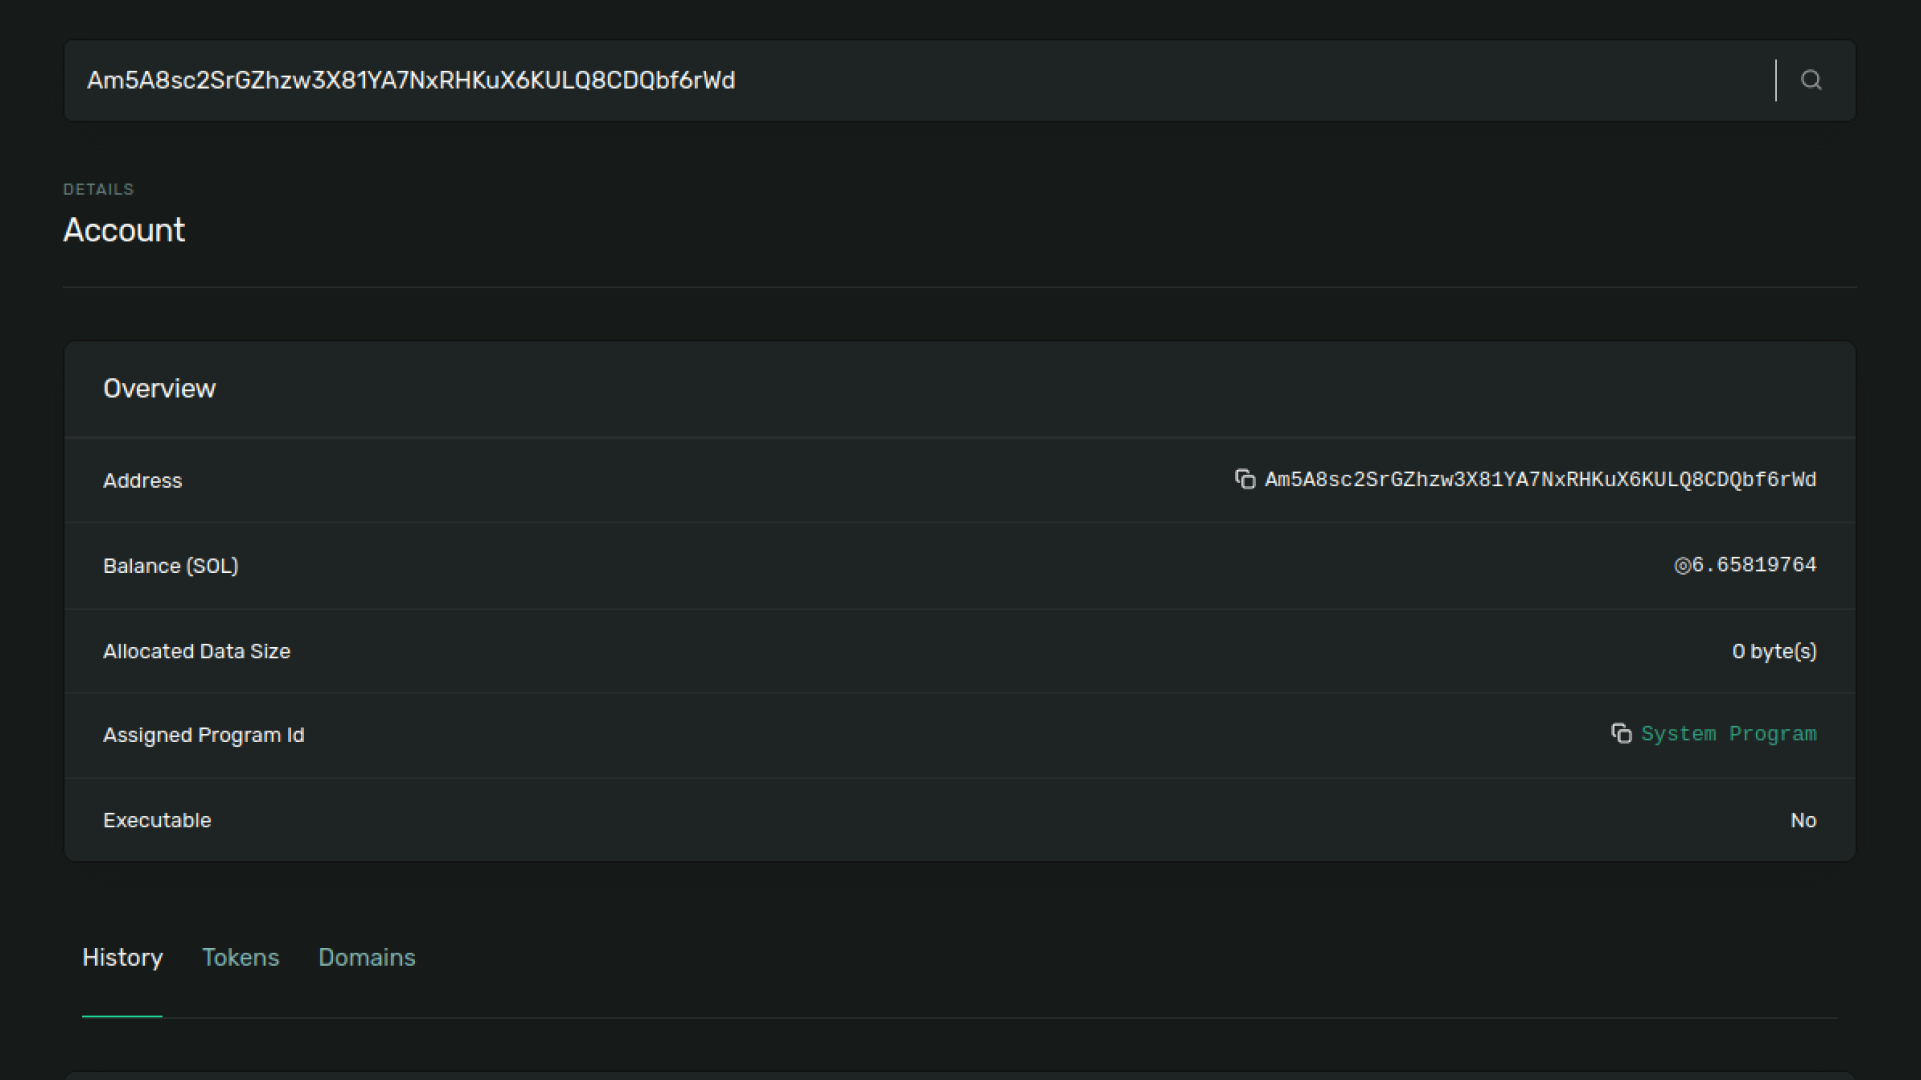 Am5A8sc2SrGZhzw3X81YA7NxRHKuX6KULQ8CDQbf6rWd
DETAILS
Account
Overview
Address Am5A8sc2SrGZhzw3X81YA7NxRHKuX6KULQ8CDQbf6rWd
Balance (SOL) ◎6.65819764
Allocated Data Size 0 byte(s)
Assigned Program Id System Program
Executable No
History Tokens Domains